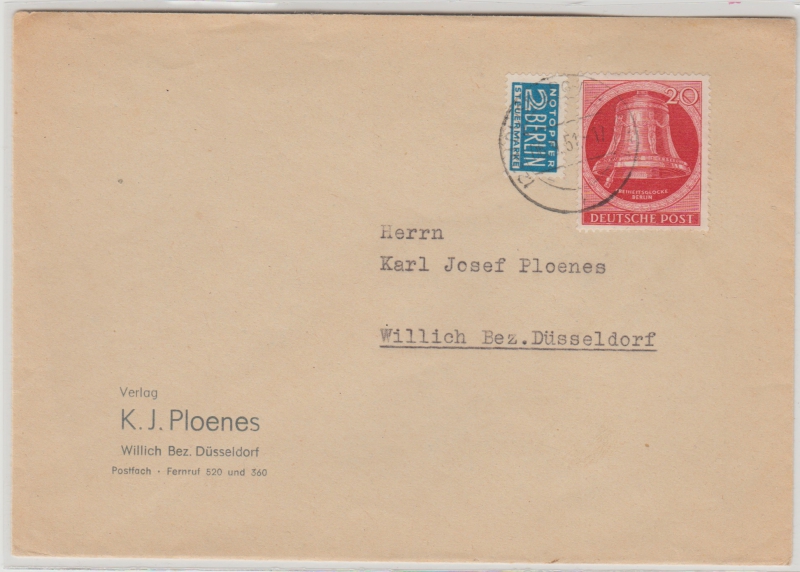 NOTOPFER
2 BERLIN
STEUERMARKE
20
FREIHEITSGLOCKE
BERLIN
DEUTSCHE POST
Herrn
Karl Josef Ploenes
Willich Bez.Düsseldorf
Verlag
K. J. Ploenes
Willich Bez. Düsseldorf
Postfach · Fernruf 520 und 360